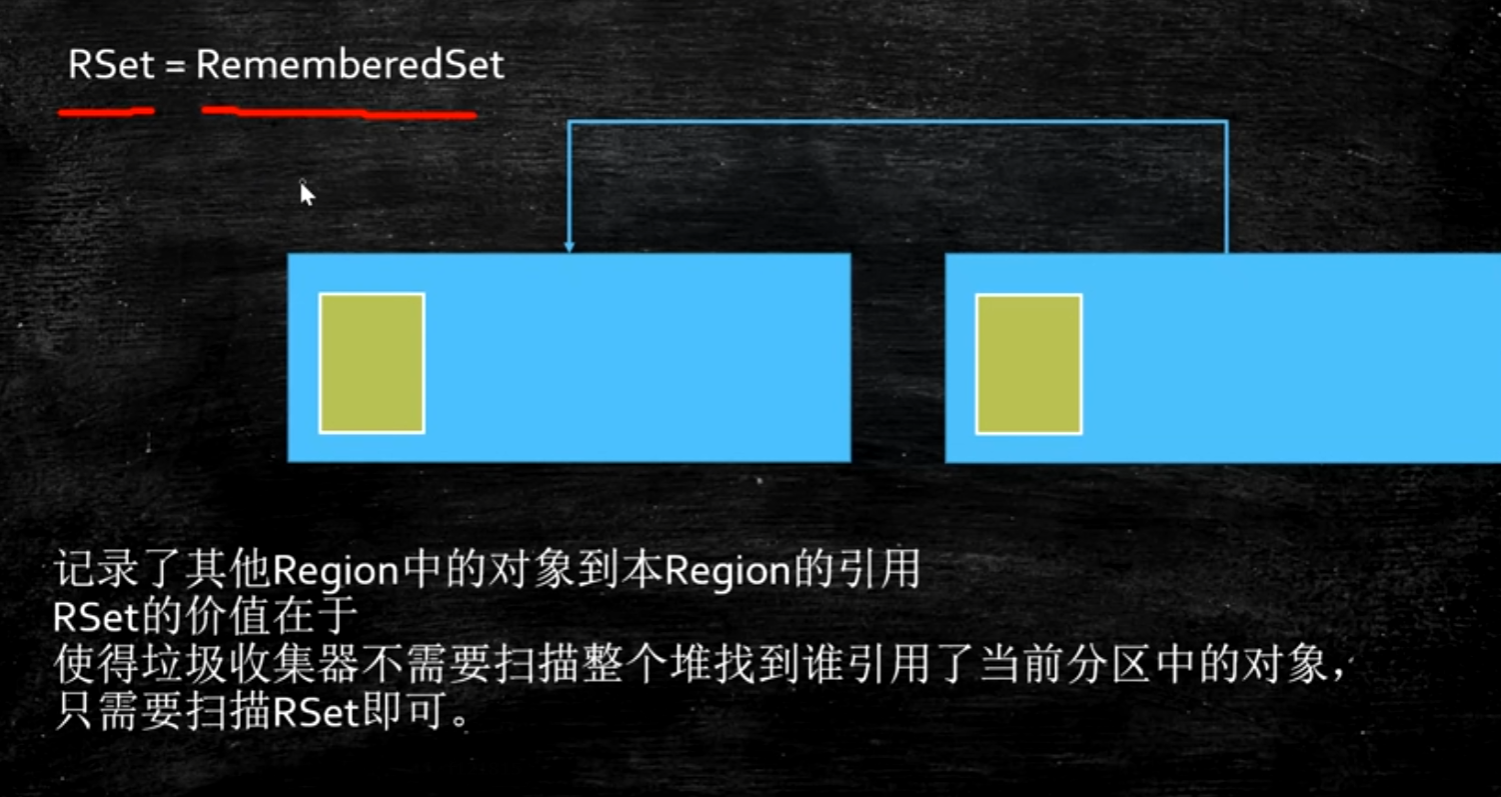 RSet = RememberedSet
记录了其他Region中的对象到本Region的引用
RSet的价值在于
使得垃圾收集器不需要扫描整个堆找到谁引用了当前分区中的对象，
只需要扫描RSet即可。